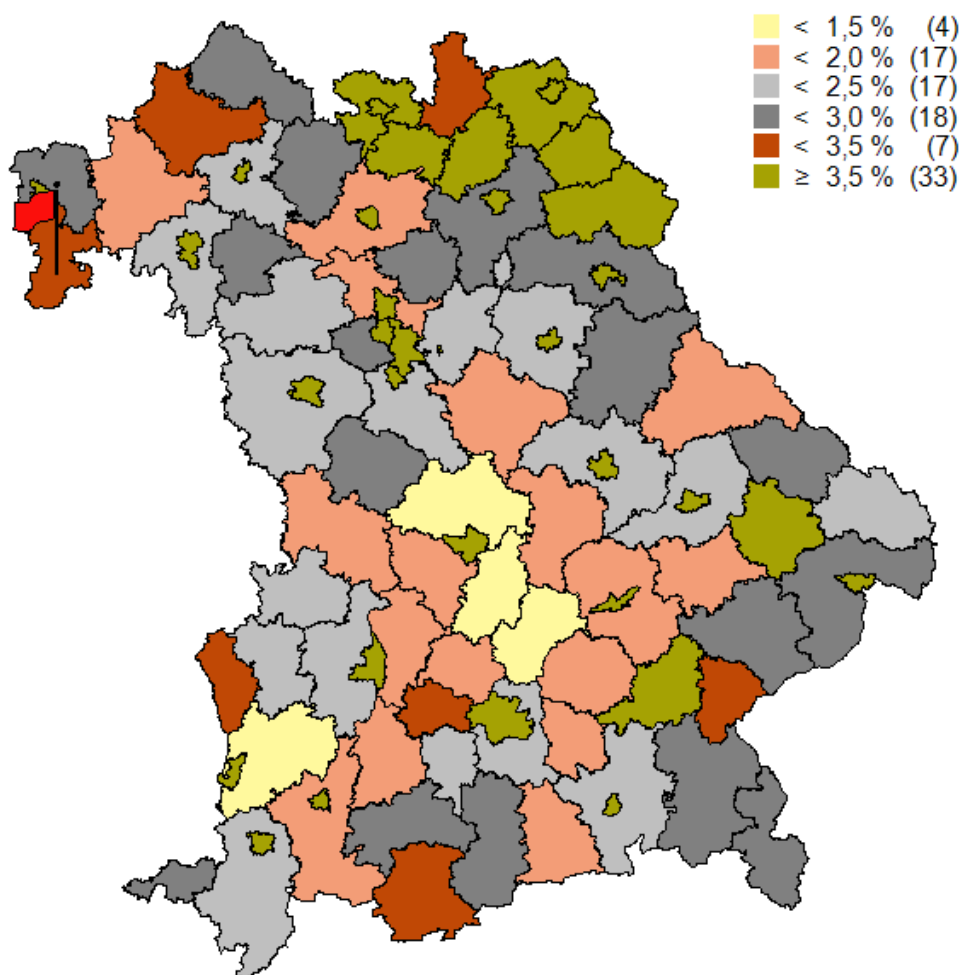 < 1,5 % (4)
< 2,0 % (17)
< 2,5 % (17)
< 3,0 % (18)
< 3,5 % (7)
≥ 3,5 % (33)